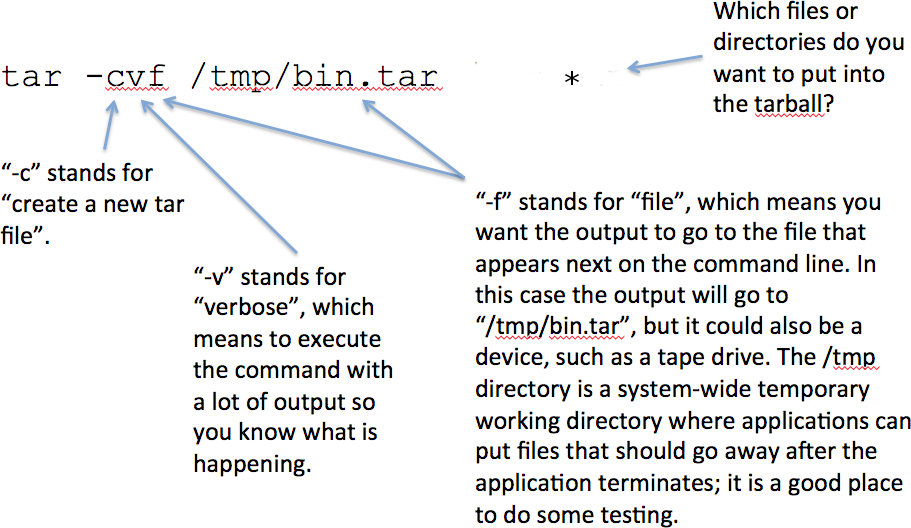 Which files or
directories do you
want to put into
the tarball?
tar -cvf /tmp/bin.tar *
“-c” stands for
“create a new tar
file”.
“-v” stands for
“verbose”, which
means to execute
the command with
a lot of output so
you know what is
happening.
“-f” stands for “file”, which means you
want the output to go to the file that
appears next on the command line. In
this case the output will go to
“/tmp/bin.tar”, but it could also be a
device, such as a tape drive. The /tmp
directory is a system-wide temporary
working directory where applications can
put files that should go away after the
application terminates; it is a good place
to do some testing.